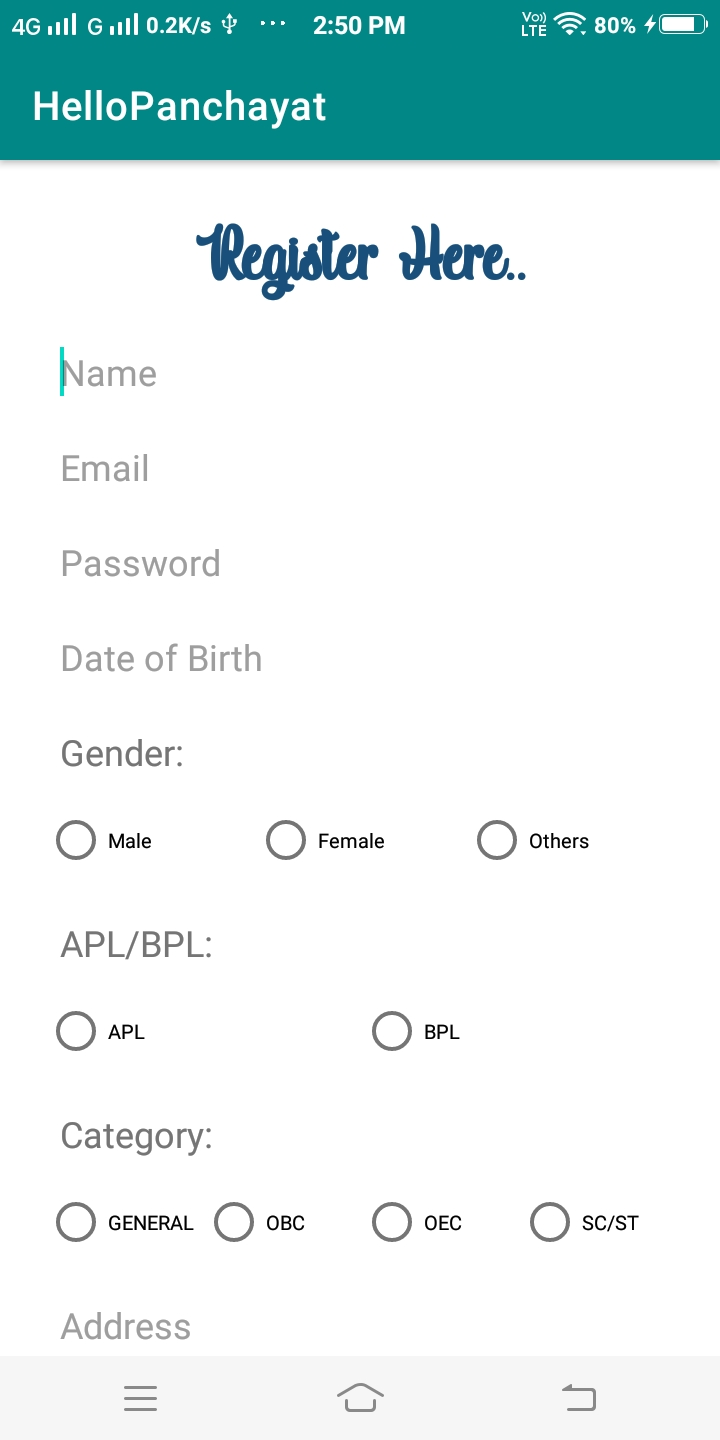 4G G 0.2K/s ... 2:50 PM Vo)) LTE 80%
HelloPanchayat
Register Here..
Name
Email
Password
Date of Birth
Gender:
Male Female Others
APL/BPL:
APL BPL
Category:
GENERAL OBC OEC SC/ST
Address